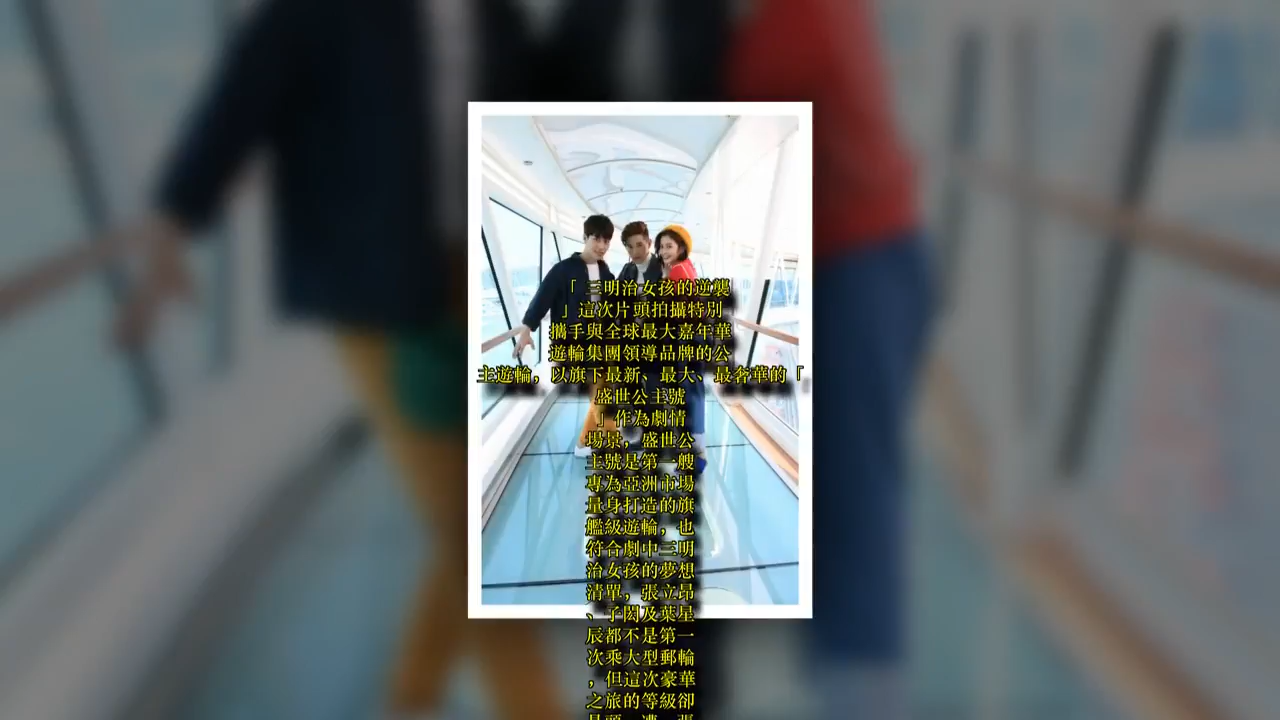 「 三明治女孩的逆襲
」這次片頭拍攝特別
攜手與全球最大嘉年華
遊輪集團領導品牌的公
主遊輪，以旗下最新、最大、最奢華的「
盛世公主號
」作為劇情
場景，盛世公
主號是第一艘
專為亞洲市場
量身打造的旗
艦級遊輪，也
符合劇中三明
治女孩的夢想
清單，張立昂
、子閎及葉星
辰都不是第一
次乘大型郵輪
，但這次豪華
之旅的等級卻